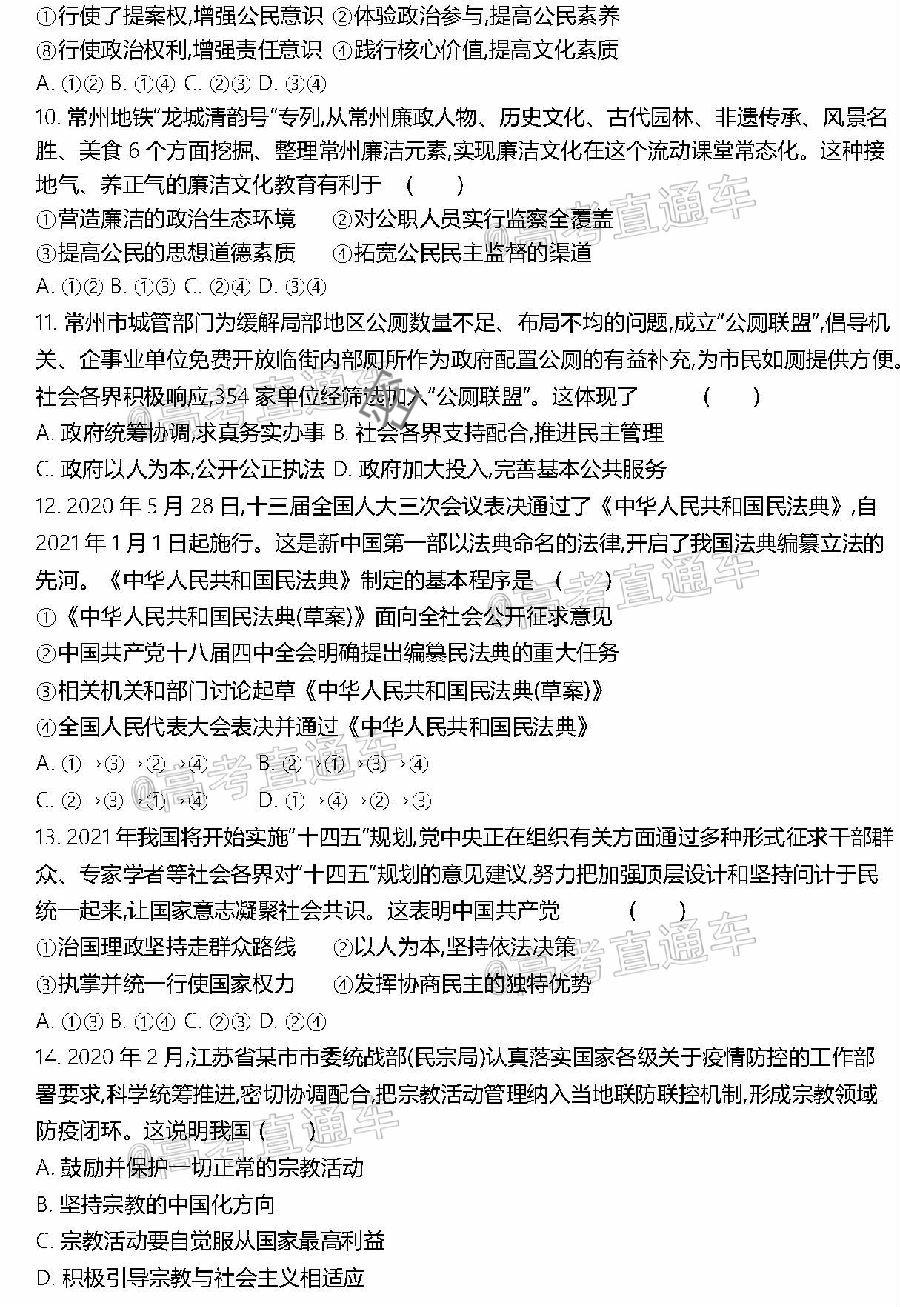 ①行使了提案权,增强公民意识 ②体验政治参与,提高公民素养
⑧行使政治权利,增强责任意识 ④践行核心价值,提高文化素质
A. ①② B. ①④ C. ②③ D. ③④
10. 常州地铁“龙城清韵号”专列,从常州廉政人物、历史文化、古代园林、非遗传承、风景名
胜、美食 6 个方面挖掘、整理常州廉洁元素,实现廉洁文化在这个流动课堂常态化。这种接
地气、养正气的廉洁文化教育有利于 ( )
①营造廉洁的政治生态环境 ②对公职人员实行监察全覆盖
③提高公民的思想道德素质 ④拓宽公民民主监督的渠道
A. ①② B. ①③ C. ②④ D. ③④
11. 常州市城管部门为缓解局部地区公厕数量不足、布局不均的问题,成立“公厕联盟”,倡导机
关、企事业单位免费开放临街内部厕所作为政府配置公厕的有益补充,为市民如厕提供方便。
社会各界积极响应,354 家单位经筛选加入“公厕联盟”。这体现了 ( )
A. 政府统筹协调,求真务实办事 B. 社会各界支持配合,推进民主管理
C. 政府以人为本,公开公正执法 D. 政府加大投入,完善基本公共服务
12. 2020 年 5 月 28 日,十三届全国人大三次会议表决通过了《中华人民共和国民法典》,自
2021 年 1 月 1 日起施行。这是新中国第一部以法典命名的法律,开启了我国法典编纂立法的
先河。《中华人民共和国民法典》制定的基本程序是 ( )
①《中华人民共和国民法典(草案)》面向全社会公开征求意见
②中国共产党十八届四中全会明确提出编纂民法典的重大任务
③相关机关和部门讨论起草《中华人民共和国民法典(草案)》
④全国人民代表大会表决并通过《中华人民共和国民法典》
A. ①→③→②→④ B. ②→①→③→④
C. ②→③→①→④ D. ①→④→②→③
13. 2021 年我国将开始实施“十四五”规划,党中央正在组织有关方面通过多种形式征求干部群
众、专家学者等社会各界对“十四五”规划的意见建议,努力把加强顶层设计和坚持问计于民
统一起来,让国家意志凝聚社会共识。这表明中国共产党 ( )
①治国理政坚持走群众路线 ②以人为本,坚持依法决策
③执掌并统一行使国家权力 ④发挥协商民主的独特优势
A. ①③ B. ①④ C. ②③ D. ②④
14. 2020 年 2 月,江苏省某市市委统战部(民宗局)认真落实国家各级关于疫情防控的工作部
署要求,科学统筹推进,密切协调配合,把宗教活动管理纳入当地联防联控机制,形成宗教领域
防疫闭环。这说明我国 ( )
A. 鼓励并保护一切正常的宗教活动
B. 坚持宗教的中国化方向
C. 宗教活动要自觉服从国家最高利益
D. 积极引导宗教与社会主义相适应
@高考直通车
@高考直通车
@高考直通车
@高考直通车
@高考直通车
@高考直通车